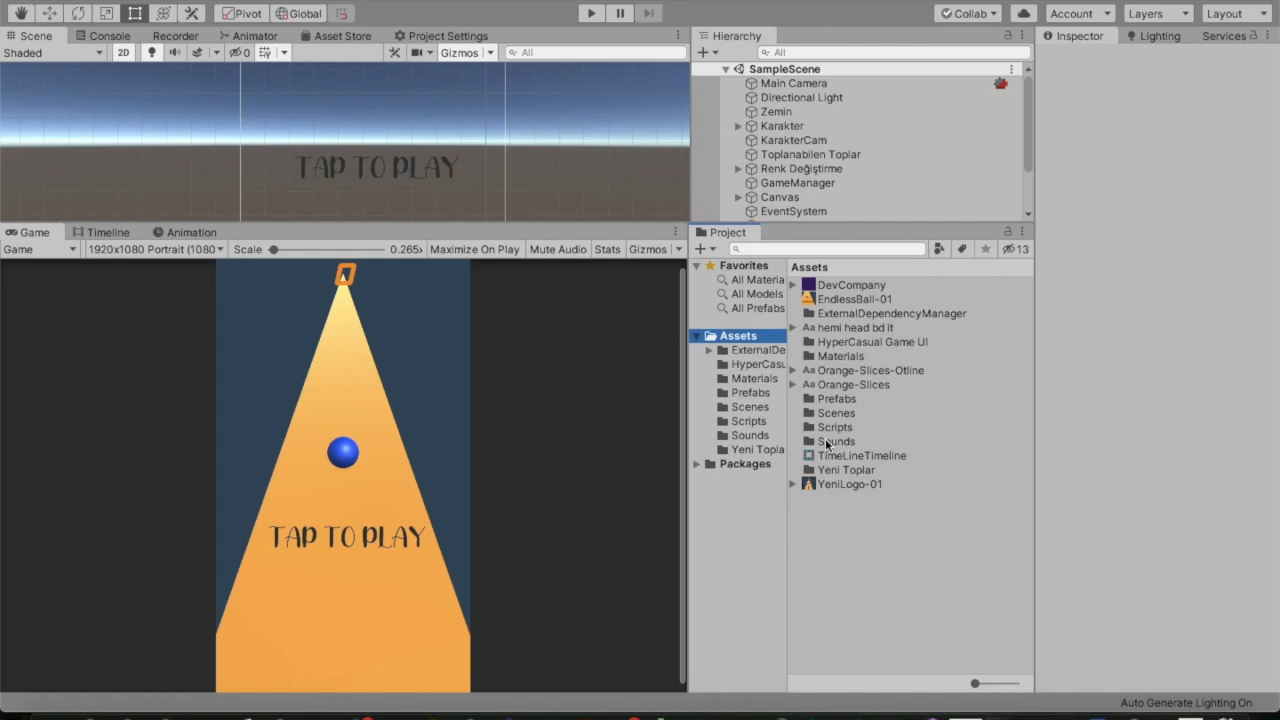 Pivot Global Collab Account Layers Layout
Scene Console Recorder Animator Asset Store Project Settings
Shaded 2D 0 Gizmos All
TAP TO PLAY
Hierarchy
All
SampleScene
Main Camera
Directional Light
Zemin
Karakter
KarakterCam
Toplanabilen Toplar
Renk Değiştirme
GameManager
Canvas
EventSystem
Inspector Lighting Services
Game Timeline Animation
Game 1920x1080 Portrait (1080 Scale 0.265 Maximize On Play Mute Audio Stats Gizmos
TAP TO PLAY
Project
13
Favorites
All Materia
All Models
All Prefabs
Assets
ExternalDe
HyperCasu
Materials
Prefabs
Scenes
Scripts
Sounds
Yeni Topla
Packages
Assets
DevCompany
EndlessBall-01
ExternalDependencyManager
Aa hemi head bd it
HyperCasual Game UI
Materials
Aa Orange-Slices-Otline
Aa Orange-Slices
Prefabs
Scenes
Scripts
Sounds
TimeLineTimeline
Yeni Toplar
YeniLogo-01
Auto Generate Lighting On